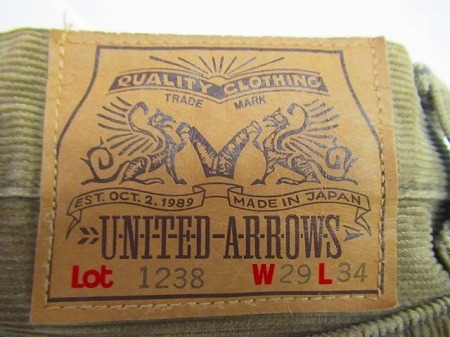 QUALITY CLOTHING
TRADE MARK
EST. OCT. 2. 1989 MADE IN JAPAN
UNITED-ARROWS
Lot 1238 W29 L34